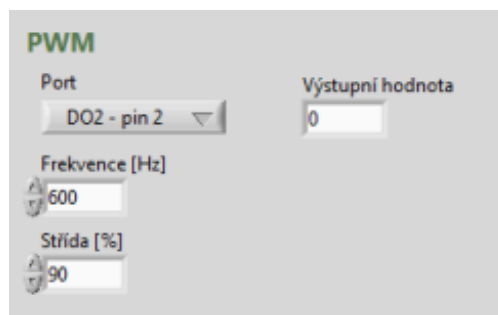 PWM
Port
Výstupní hodnota
DO2 - pin 2
0
Frekvence [Hz]
600
Střída [%]
90